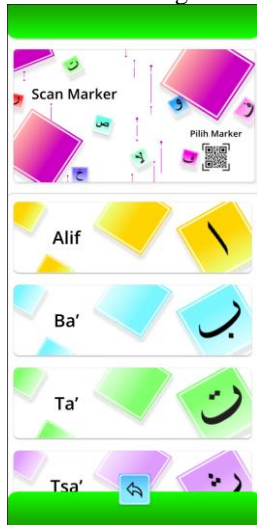 Scan Marker
Pilih Marker
Alif
ا
Ba’
ب
Ta’
ت
Tsa’
ث